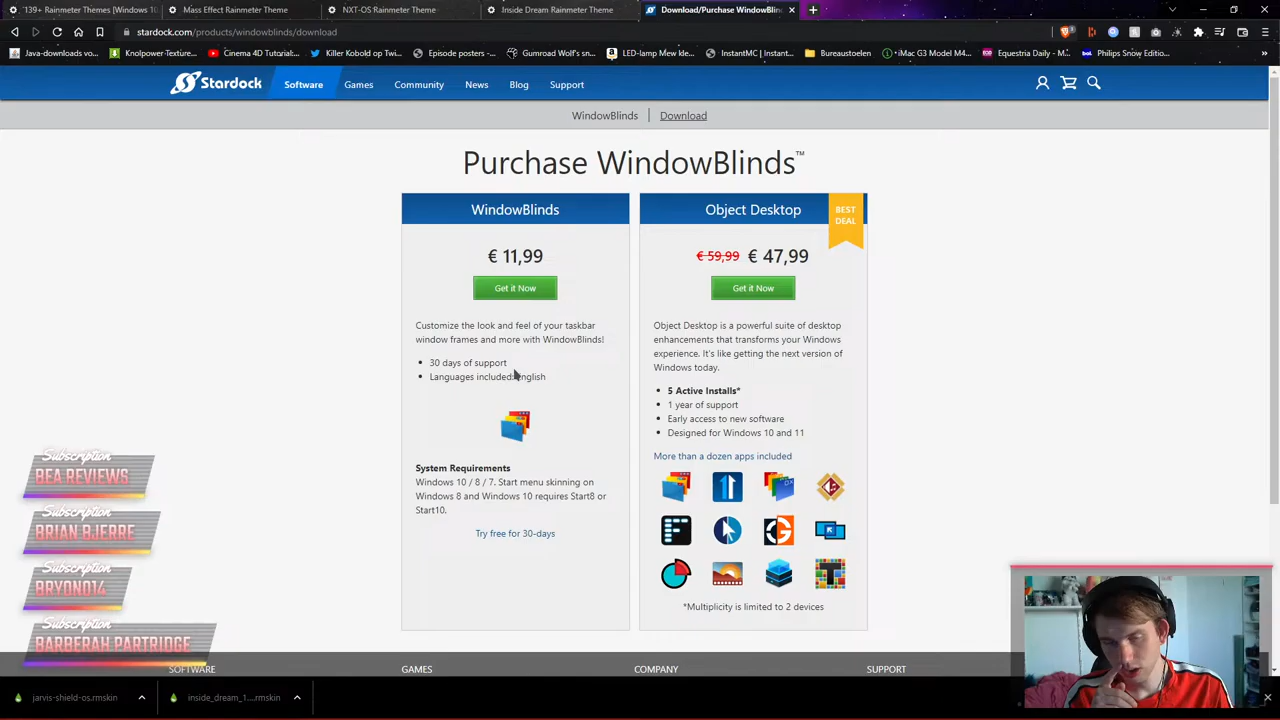 139+ Rainmeter Themes [Windows 10
Mass Effect Rainmeter Theme
NXT-OS Rainmeter Theme
Inside Dream Rainmeter Theme
Download/Purchase WindowBlin
stardock.com/products/windowblinds/download
Java-downloads vo...
Knolpower-Texture...
Cinema 4D Tutorial:...
Killer Kobold op Twi...
Episode posters -...
Gumroad Wolf's sn...
LED-lamp Mew Idee...
InstantMC | Instant...
Bureaustoelen
iMac G3 Model M4...
Equestria Daily - M...
Philips Snow Editio...
Stardock
Software
Games
Community
News
Blog
Support
WindowBlinds
Download
Purchase WindowBlinds™
WindowBlinds
€ 11,99
Get it Now
Customize the look and feel of your taskbar
window frames and more with WindowBlinds!
30 days of support
Languages included: English
System Requirements
Windows 10 / 8 / 7. Start menu skinning on
Windows 8 and Windows 10 requires Start8 or
Start10.
Try free for 30-days
Object Desktop
BEST
DEAL
€ 59,99 € 47,99
Get it Now
Object Desktop is a powerful suite of desktop
enhancements that transforms your Windows
experience. It's like getting the next version of
Windows today.
5 Active Installs*
1 year of support
Early access to new software
Designed for Windows 10 and 11
More than a dozen apps included
*Multiplicity is limited to 2 devices
Subscription
BEA REVIEWS
Subscription
BRIAN BJERRE
Subscription
BRYONO14
Subscription
BARBERAH PARTRIDGE
SOFTWARE
GAMES
COMPANY
SUPPORT
jarvis-shield-os.rmskin
inside_dream_1....rmskin